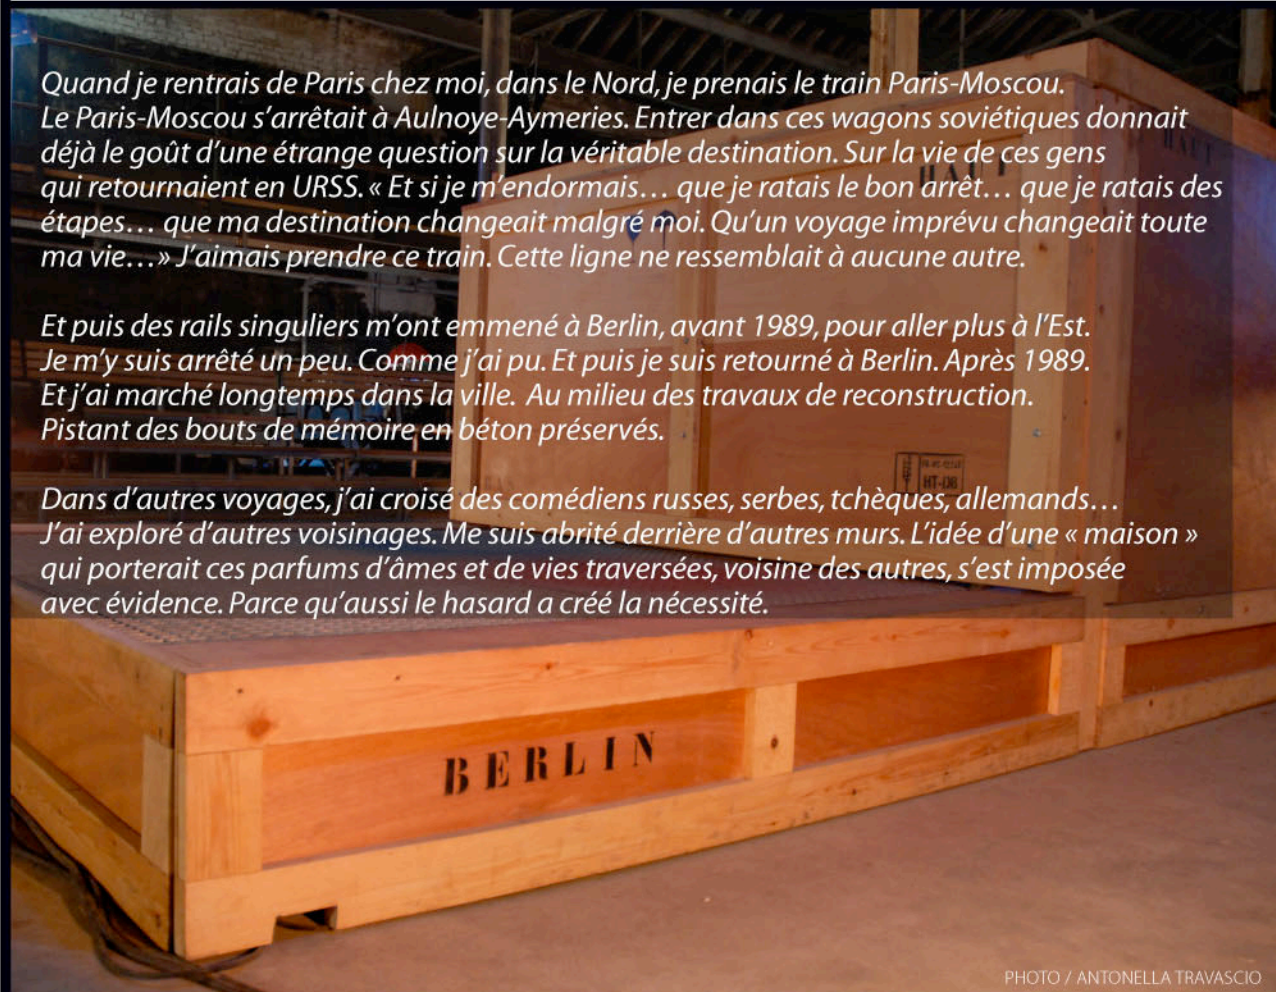 Quand je rentrais de Paris chez moi, dans le Nord, je prenais le train Paris-Moscou.
Le Paris-Moscou s’arrêtait à Aulnoye-Aymeries. Entrer dans ces wagons soviétiques donnait
déjà le goût d’une étrange question sur la véritable destination. Sur la vie de ces gens
qui retournaient en URSS. « Et si je m’endormais… que je ratais le bon arrêt… que je ratais des
étapes… que ma destination changeait malgré moi. Qu’un voyage imprévu changeait toute
ma vie…» J’aimais prendre ce train. Cette ligne ne ressemblait à aucune autre.
Et puis des rails singuliers m’ont emmené à Berlin, avant 1989, pour aller plus à l’Est.
Je m’y suis arrêté un peu. Comme j’ai pu. Et puis je suis retourné à Berlin. Après 1989.
Et j’ai marché longtemps dans la ville. Au milieu des travaux de reconstruction.
Pistant des bouts de mémoire en béton préservés.
Dans d’autres voyages, j’ai croisé des comédiens russes, serbes, tchèques, allemands…
J’ai exploré d’autres voisinages. Me suis abrité derrière d’autres murs. L’idée d’une « maison »
qui porterait ces parfums d’âmes et de vies traversées, voisine des autres, s’est imposée
avec évidence. Parce qu’aussi le hasard a créé la nécessité.
HAUT
HAUT
BERLIN
PHOTO / ANTONELLA TRAVASCIO